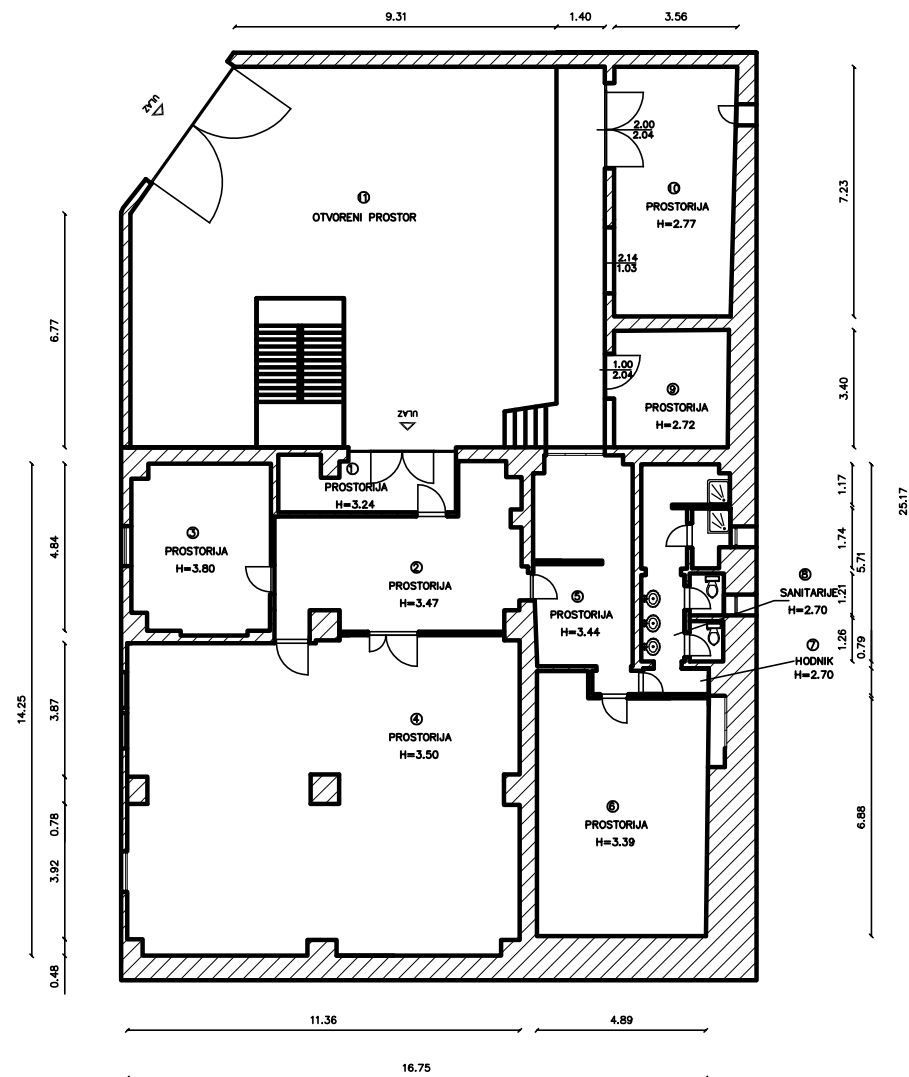 9.31
1.40
3.56
ULAZ
2.00
2.04
10
PROSTORIJA
H=2.77
11
OTVORENI PROSTOR
7.23
2.14
1.03
6.77
1.00
2.04
9
PROSTORIJA
H=2.72
3.40
ULAZ
1
PROSTORIJA
H=3.24
1.17
25.17
3
PROSTORIJA
H=3.80
4.84
1.74
5.71
2
PROSTORIJA
H=3.47
5
PROSTORIJA
H=3.44
8
SANITARIJE
H=2.70
1.21
1.26
0.79
7
HODNIK
H=2.70
14.25
3.87
4
PROSTORIJA
H=3.50
0.78
6
PROSTORIJA
H=3.39
6.88
3.92
0.48
11.36
4.89
16.75